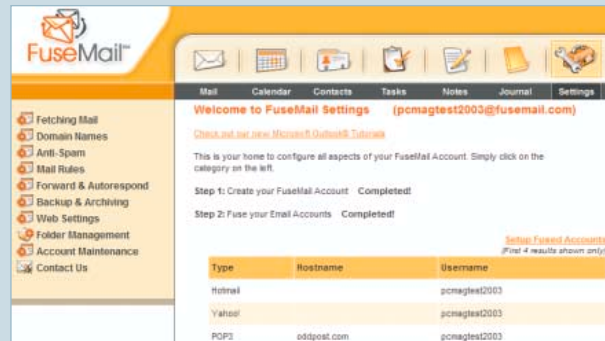 FuseMail™
Mail Calendar Contacts Tasks Notes Journal Settings
Fetching Mail
Domain Names
Anti-Spam
Mail Rules
Forward & Autorespond
Backup & Archiving
Web Settings
Folder Management
Account Maintenance
Contact Us
Welcome to FuseMail Settings (pcmagtest2003@fusemail.com)
Check out our new Microsoft Outlook® Tutorials
This is your home to configure all aspects of your FuseMail Account. Simply click on the
category on the left.
Step 1: Create your FuseMail Account Completed!
Step 2: Fuse your Email Accounts Completed!
Setup Fused Accounts
(First 4 results shown only)
Type Hostname Username
Hotmail pcmagtest2003
Yahoo! pcmagtest2003
POP3 oddpost.com pcmagtest2003